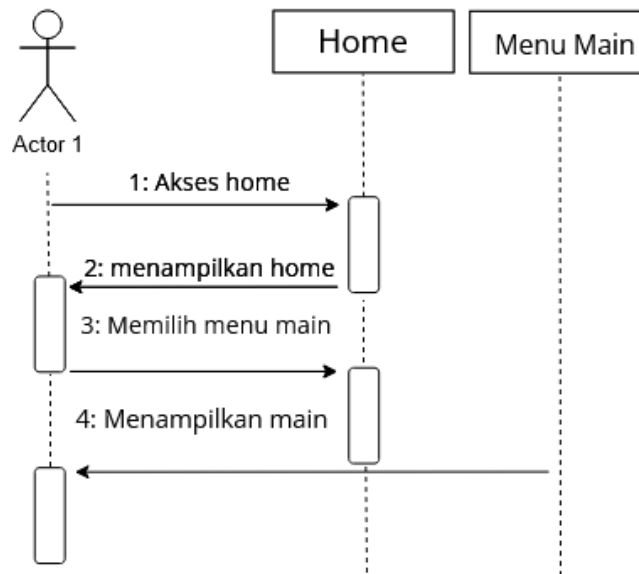 Home
Menu Main
Actor 1
1: Akses home
2: menampilkan home
3: Memilih menu main
4: Menampilkan main